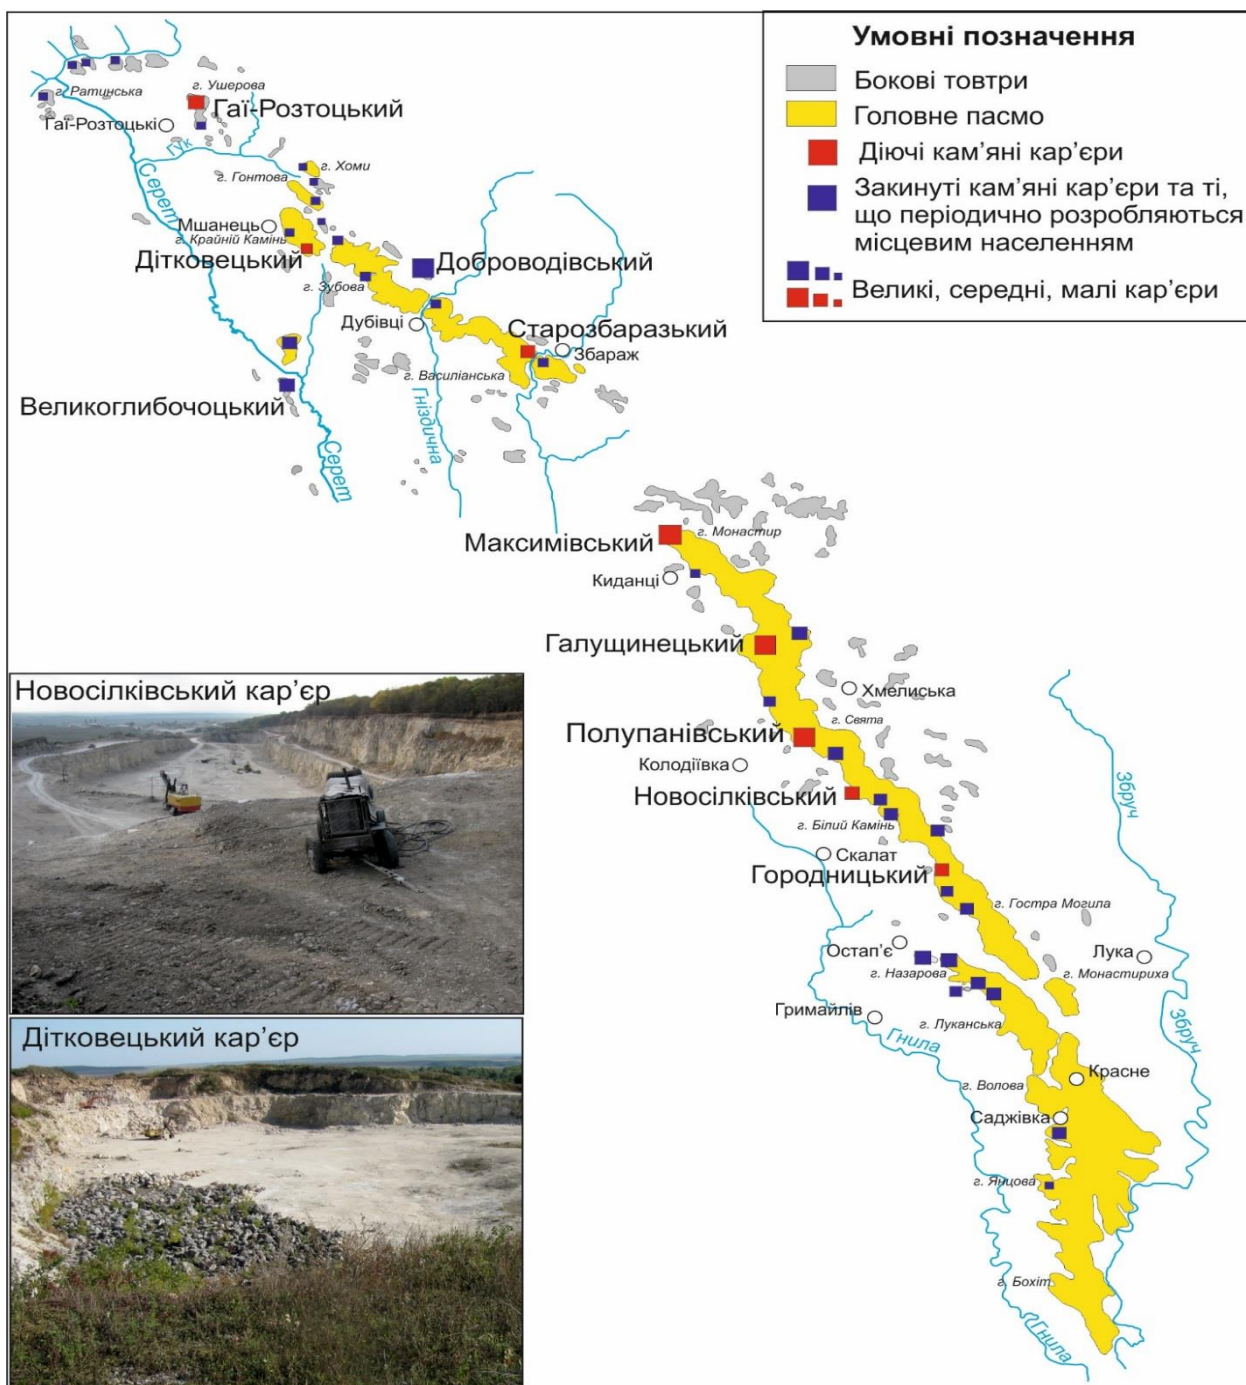 Умовні позначення
Бокові товтри
Головне пасмо
Діючі кам’яні кар’єри
Закинуті кам’яні кар’єри та ті,
що періодично розробляються
місцевим населенням
Великі, середні, малі кар’єри
г. Ратинська
г. Ушерова
Гаї-Розтоцький
Гаї-Розтоцькі
Гук
г. Хоми
г. Гонтова
Серет
Мшанець
г. Крайній Камінь
Дітковецький
Доброводівський
г. Зубова
Дубівці
Старозбаразький
Збараж
г. Василіанська
Великоглибочоцький
Гніздична
Серет
г. Монастир
Максимівський
Киданці
Галущинецький
Хмелиська
г. Свята
Полупанівський
Колодіївка
Збруч
Новосілківський
г. Білий Камінь
Скалат
Городницький
г. Гостра Могила
Остап’є
Лука
г. Назарова
г. Монастириха
Гримайлів
г. Луканська
Гнила
Збруч
Красне
г. Волова
Саджівка
г. Янцова
г. Бохіт
Гнила
Новосілківський кар’єр
Дітковецький кар’єр